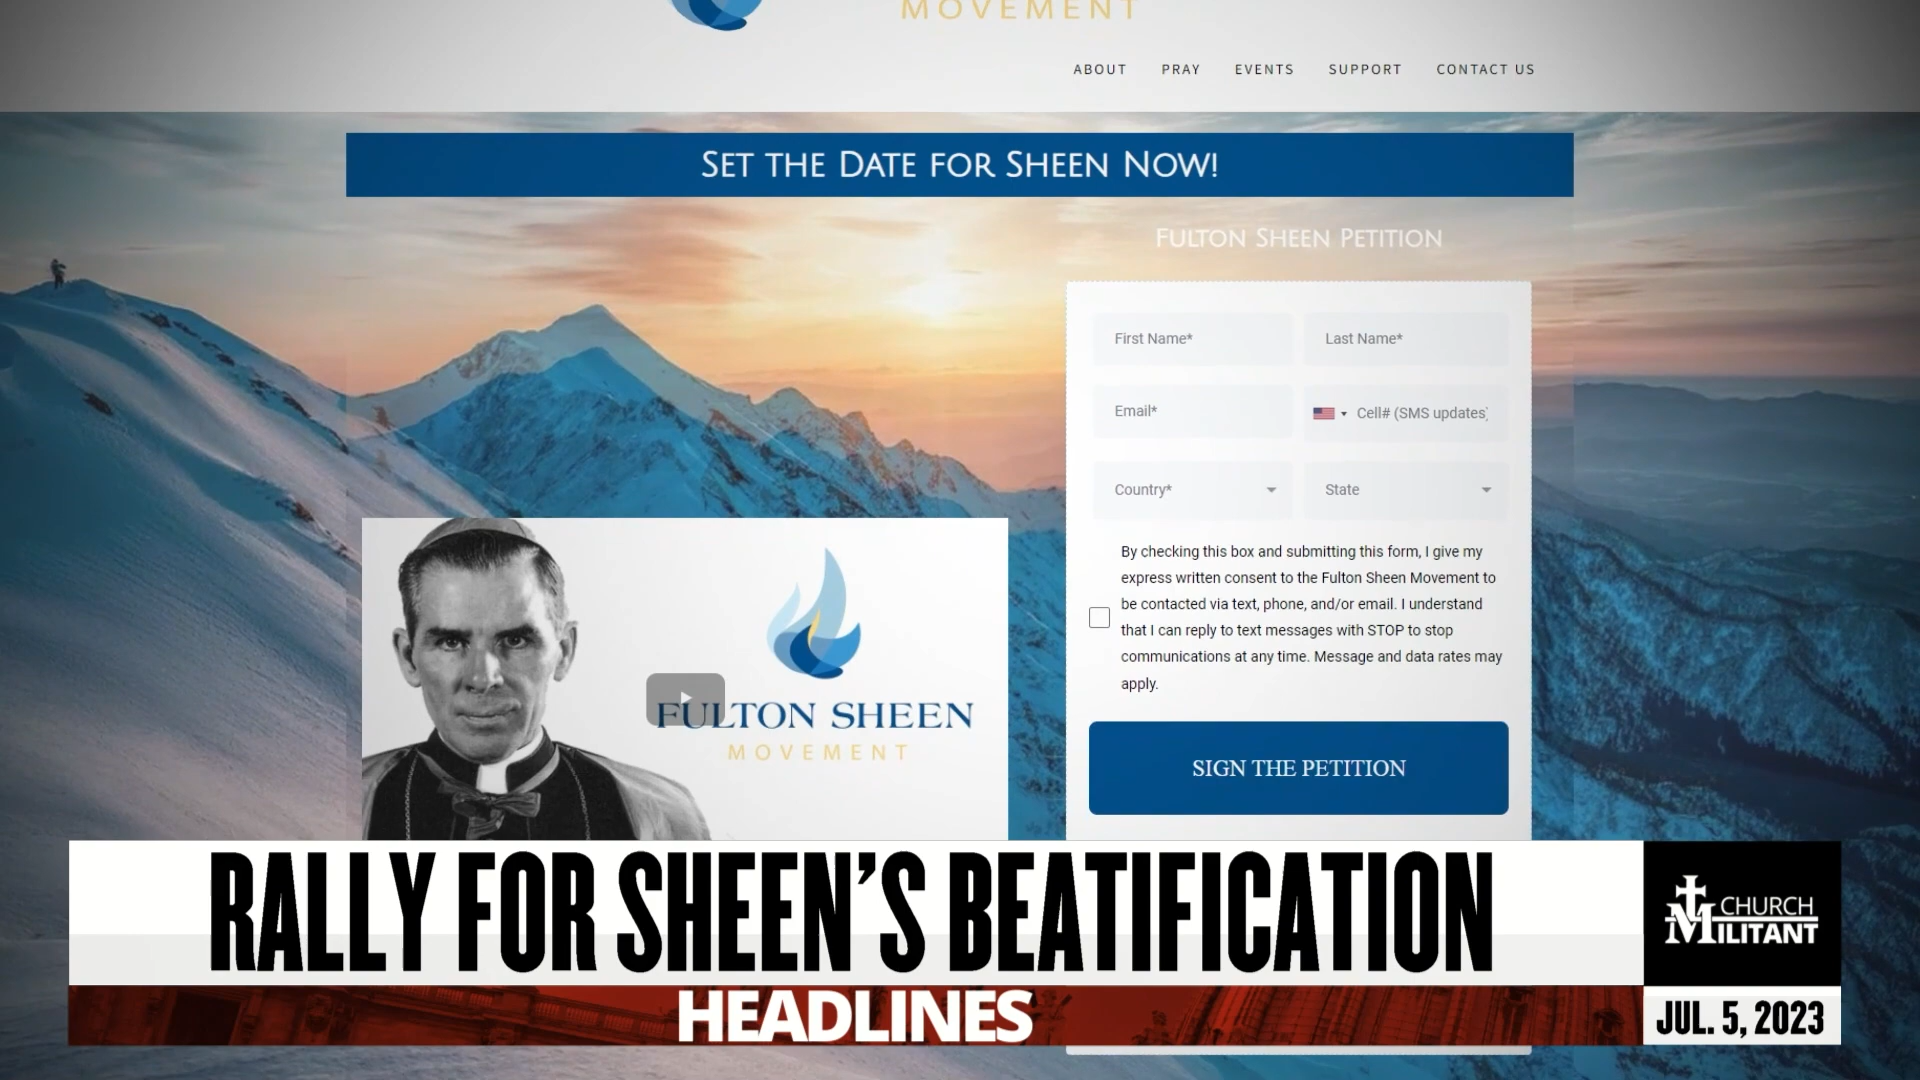 MOVEMENT
ABOUT PRAY EVENTS SUPPORT CONTACT US
SET THE DATE FOR SHEEN NOW!
FULTON SHEEN PETITION
First Name* Last Name*
Email* Cell# (SMS updates)
Country* State
By checking this box and submitting this form, I give my
express written consent to the Fulton Sheen Movement to
be contacted via text, phone, and/or email. I understand
that I can reply to text messages with STOP to stop
communications at any time. Message and data rates may
apply.
SIGN THE PETITION
FULTON SHEEN
MOVEMENT
RALLY FOR SHEEN'S BEATIFICATION
HEADLINES
CHURCH
MILITANT
JUL. 5, 2023